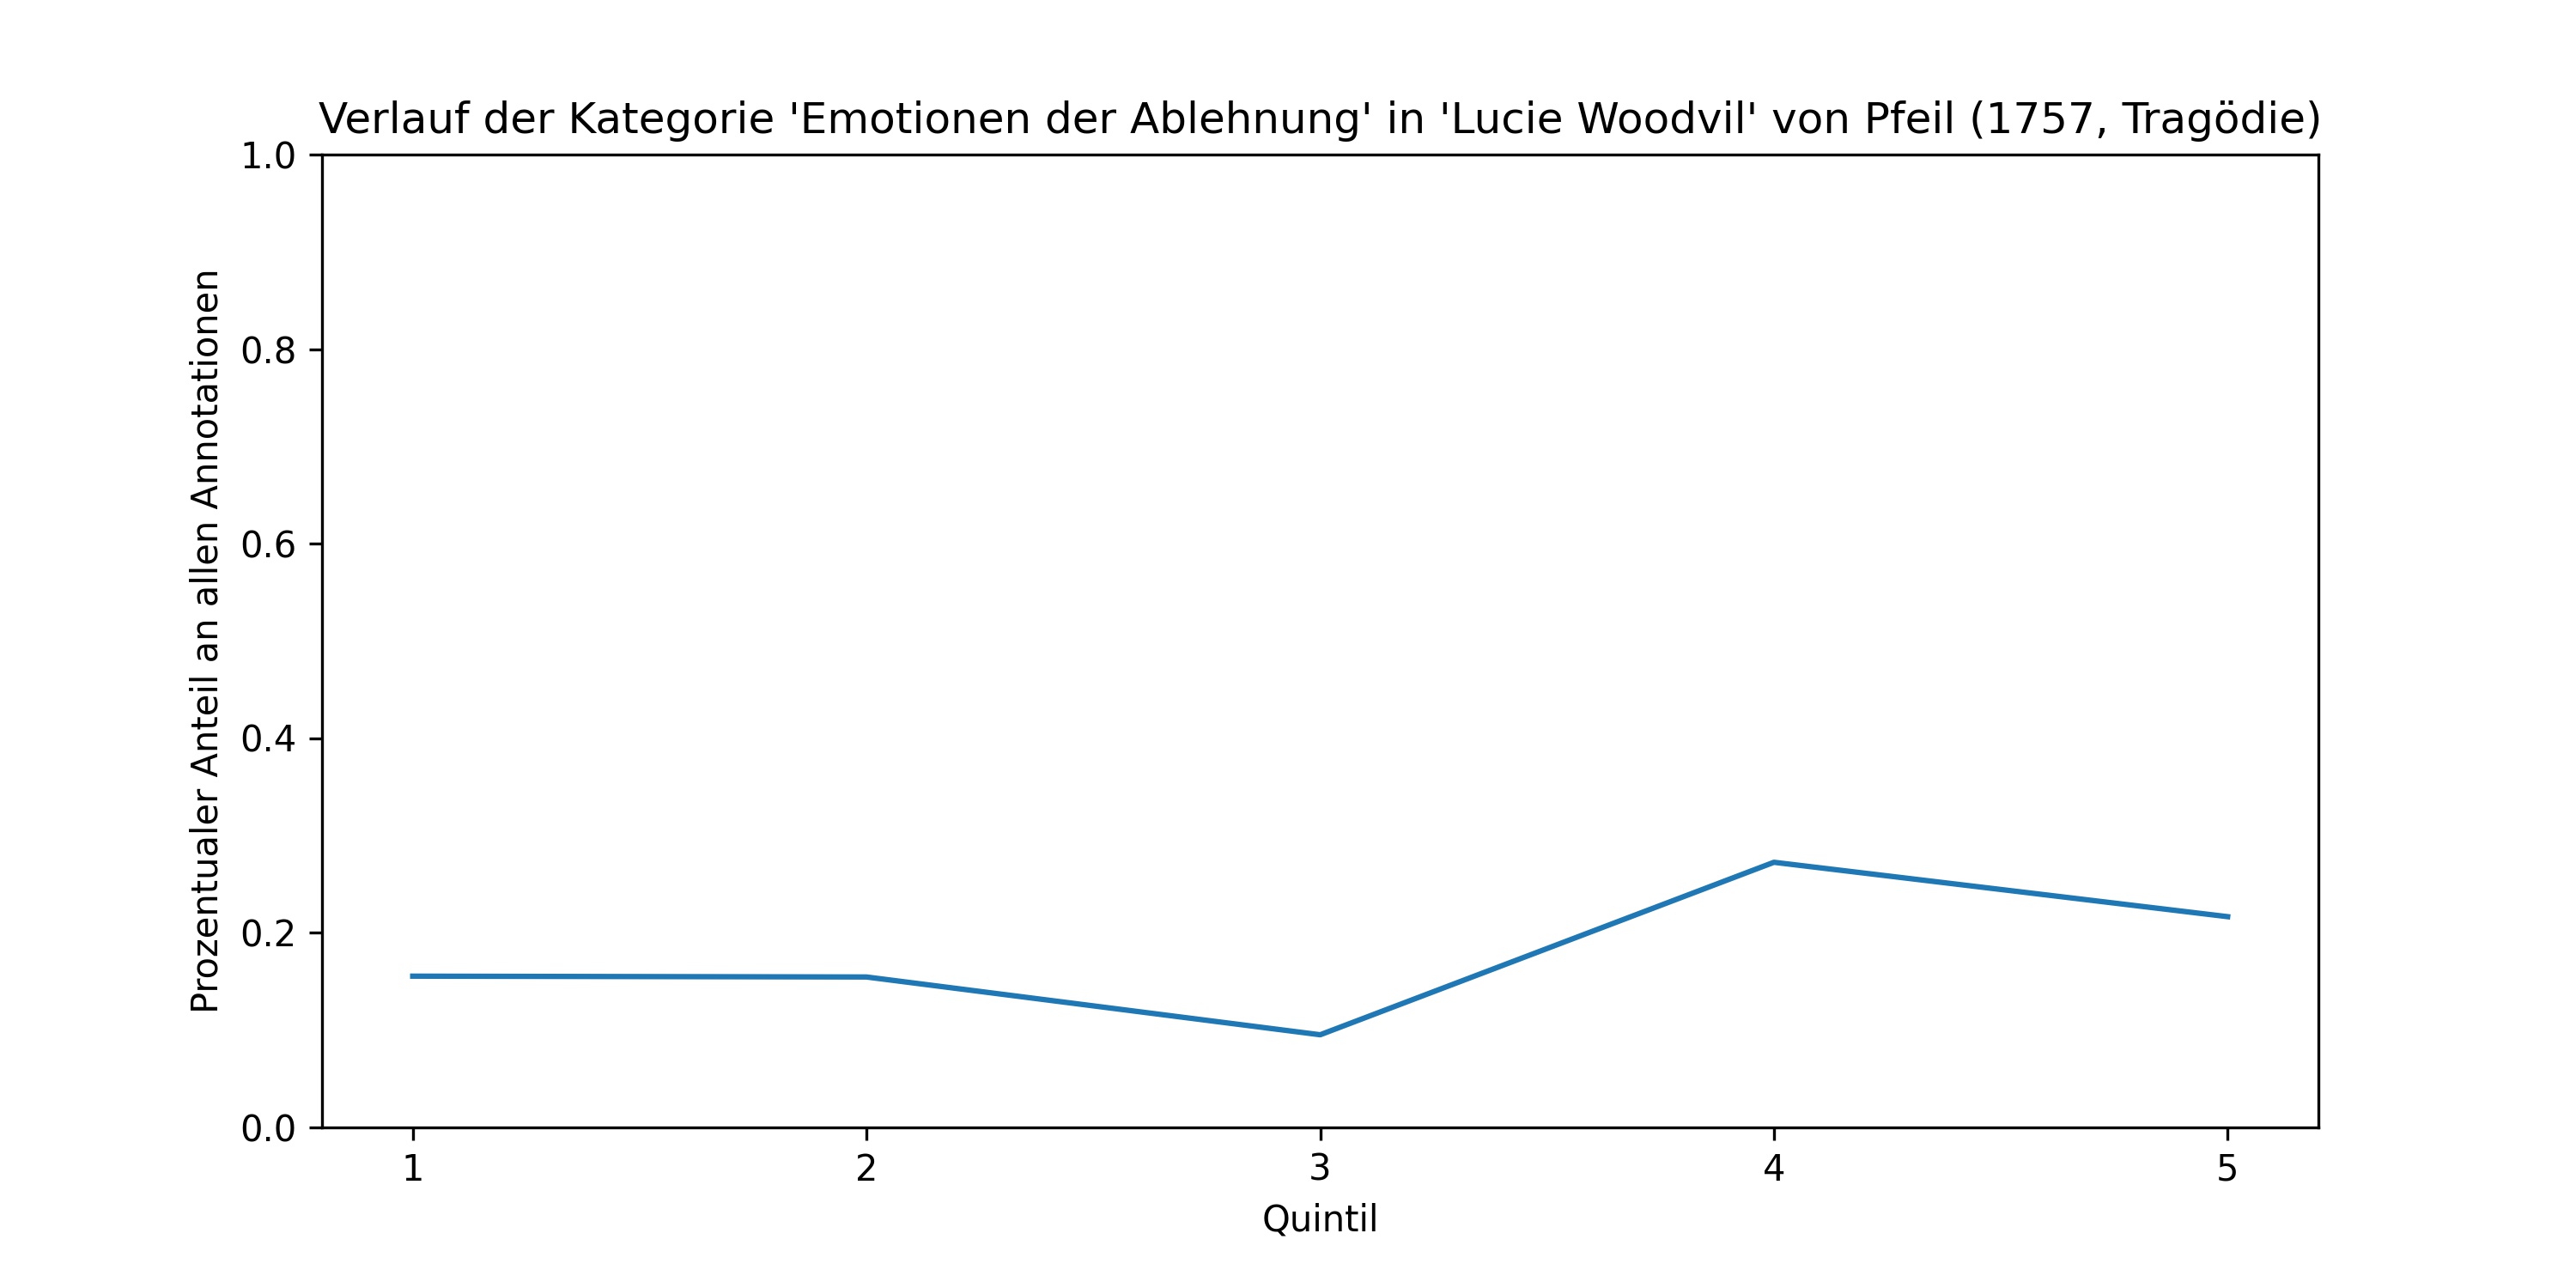 Verlauf der Kategorie 'Emotionen der Ablehnung' in 'Lucie Woodvil' von Pfeil (1757, Tragödie)
Prozentualer Anteil an allen Annotationen
1.0
0.8
0.6
0.4
0.2
0.0
1 2 3 4 5
Quintil